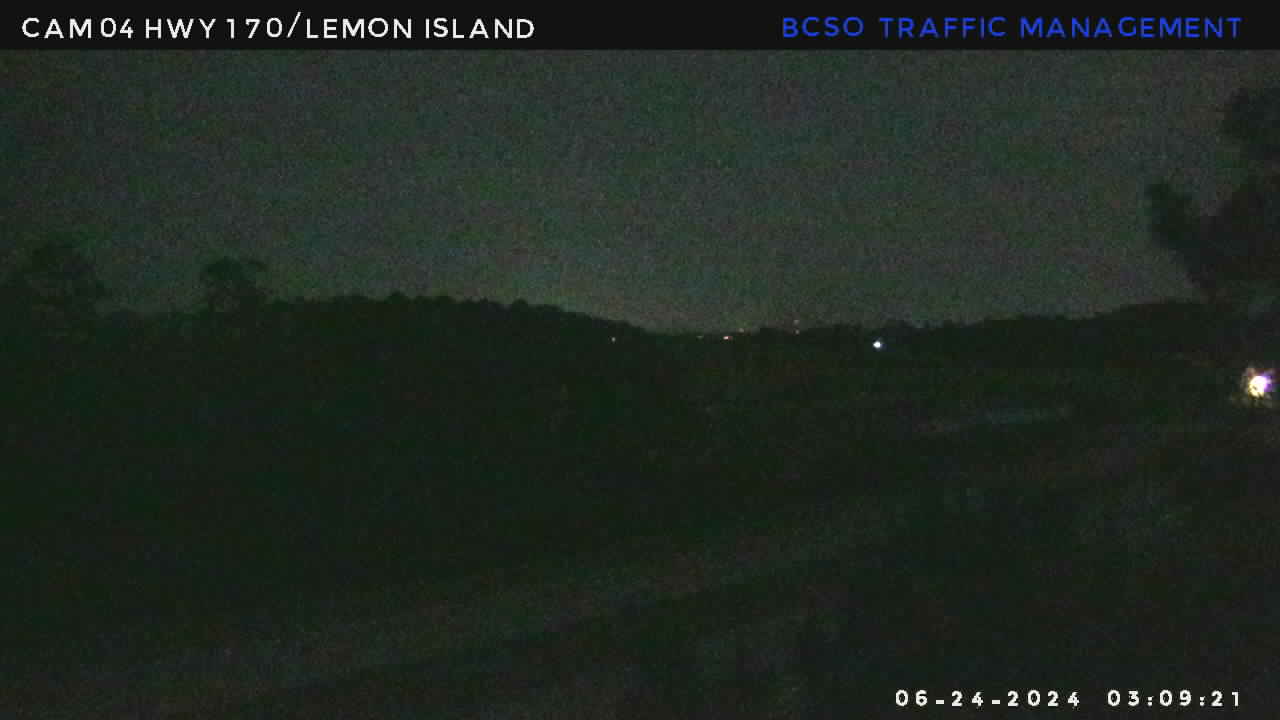 CAM04 HWY 170/LEMON ISLAND
BCSO TRAFFIC MANAGEMENT
06-24-2024 03:09:21